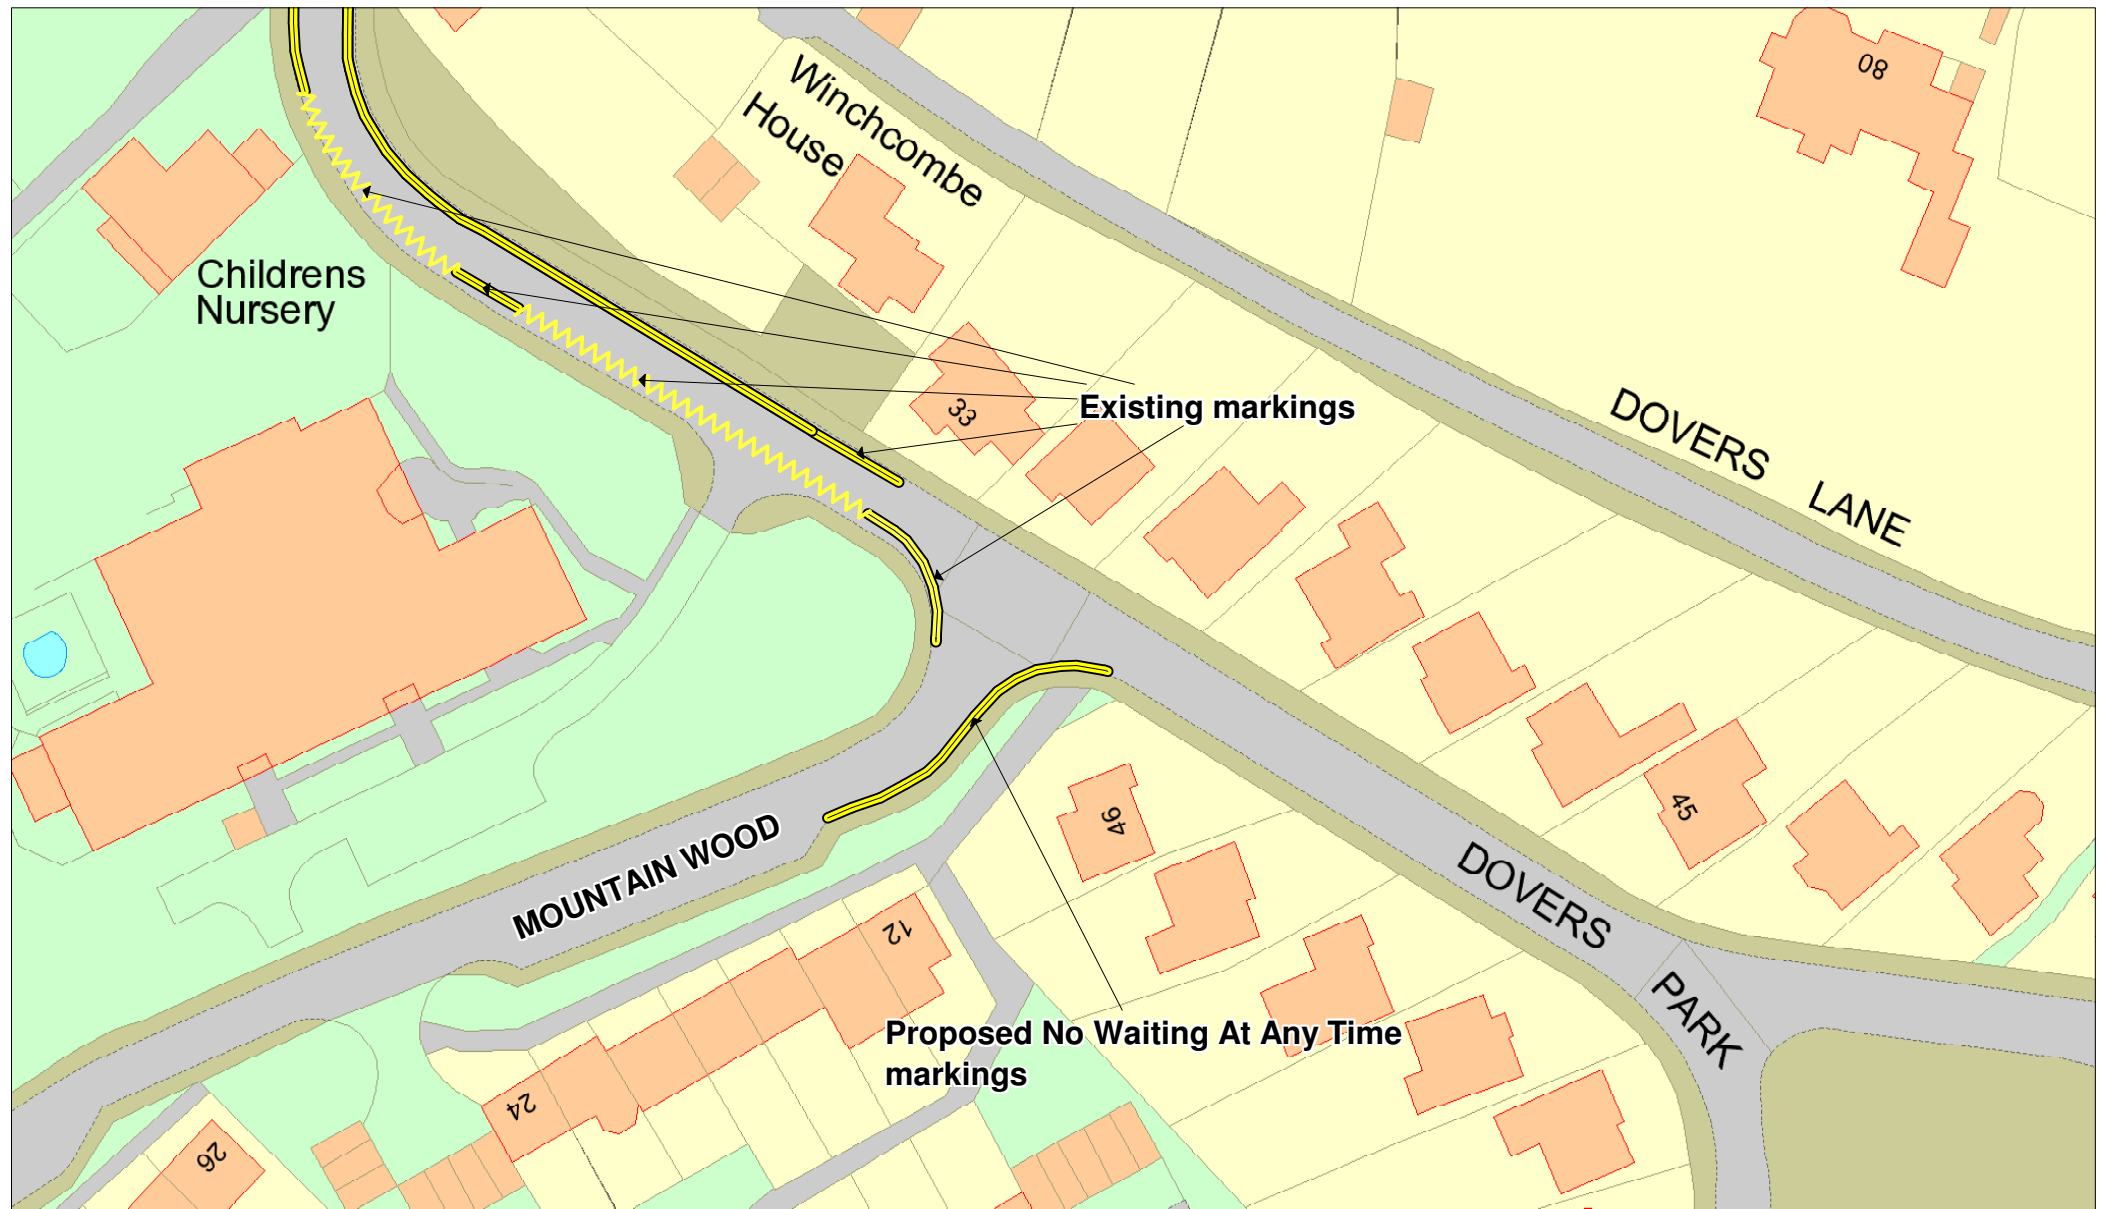 80
Winchcombe
House
Childrens
Nursery
33
Existing markings
DOVERS LANE
45
46
MOUNTAIN WOOD
DOVERS
PARK
12
Proposed No Waiting At Any Time
markings
24
26